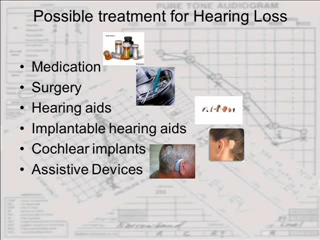 Possible treatment for Hearing Loss
PURE TONE AUDIOGRAM
• Medication
• Surgery
• Hearing aids
• Implantable hearing aids
• Cochlear implants
• Assistive Devices